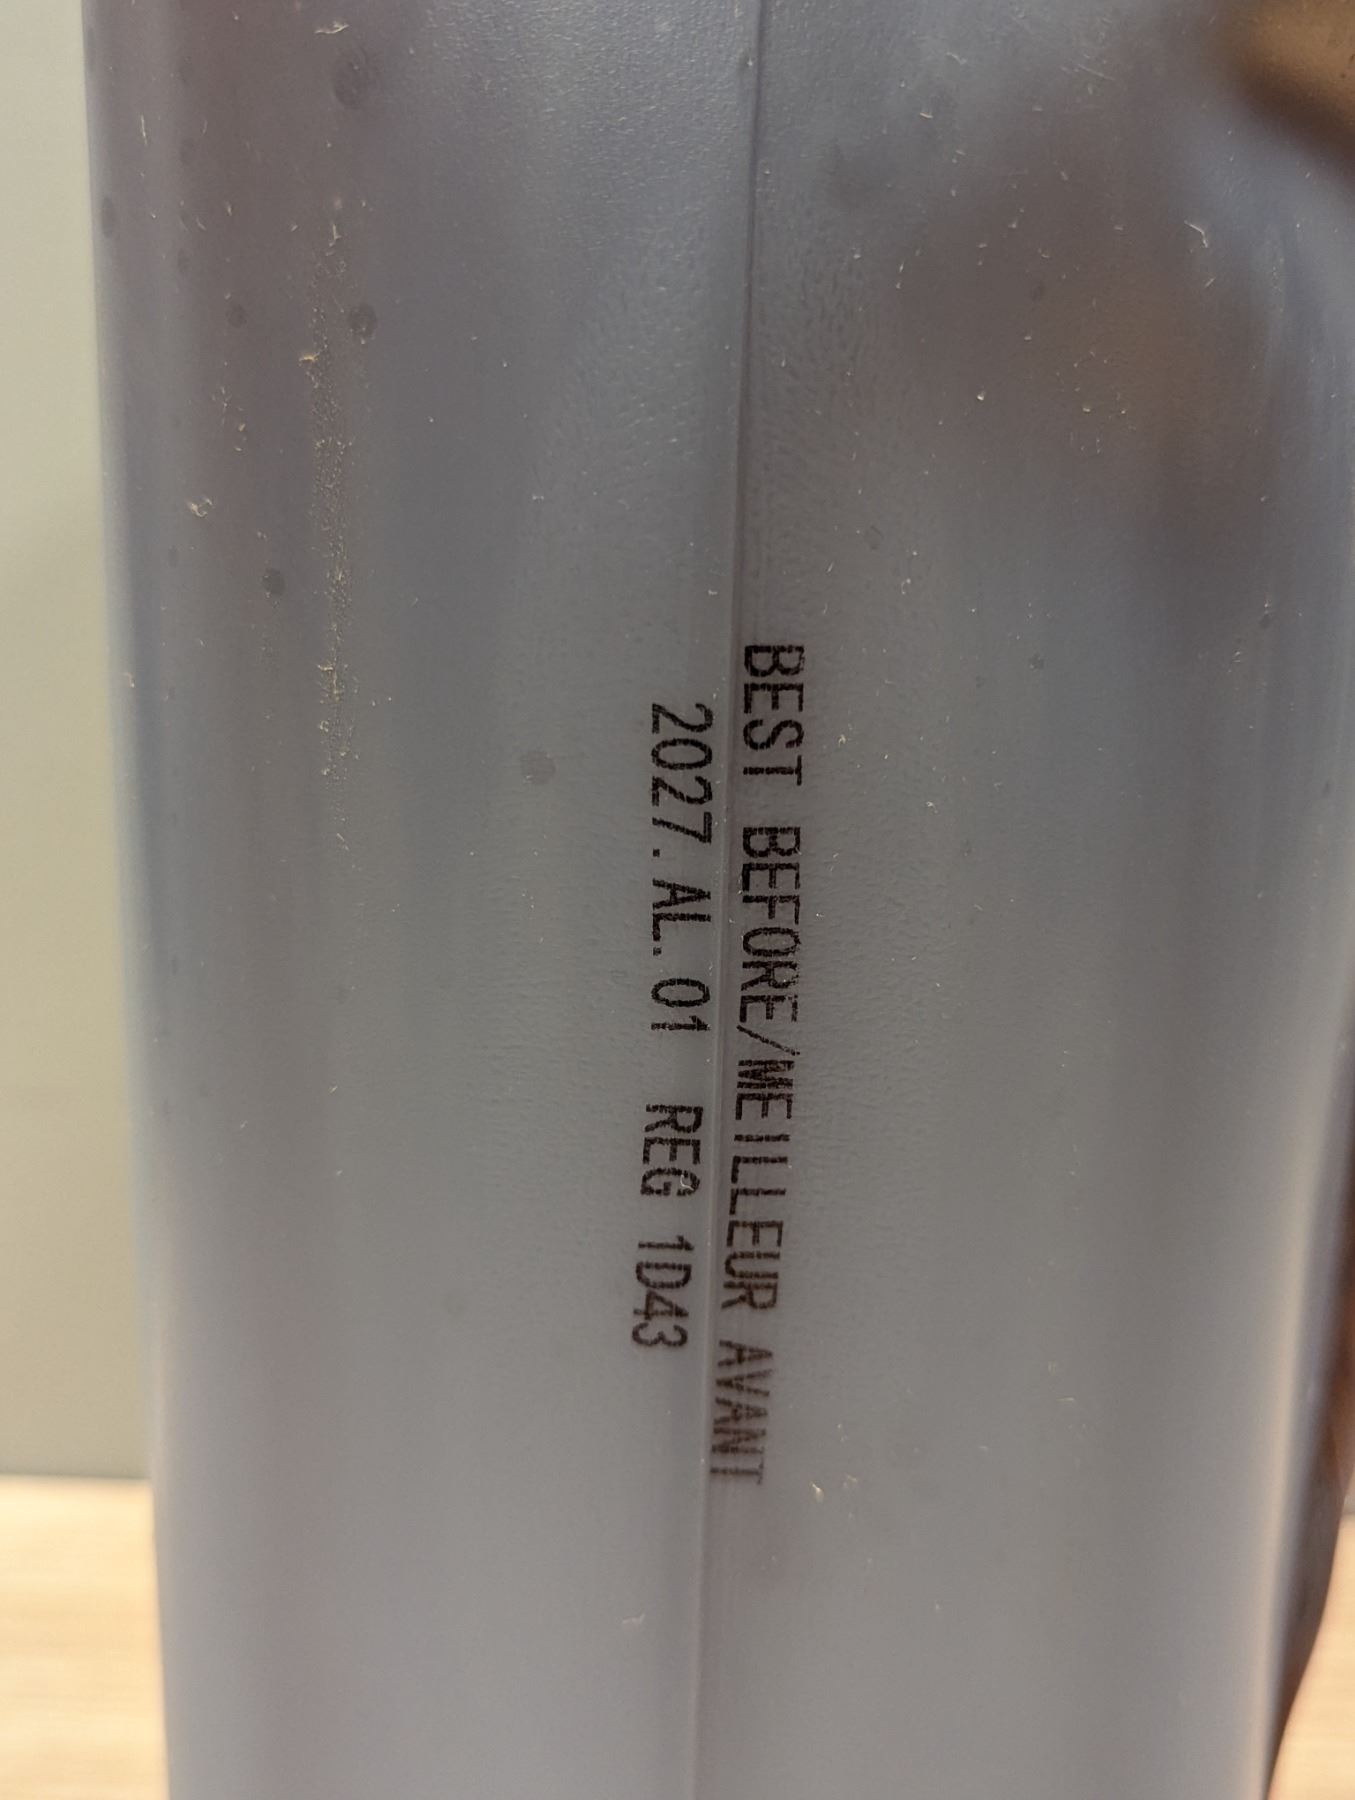 BEST BEFORE/MEILLEUR AVANT
2027.AL.01 REG 1D43